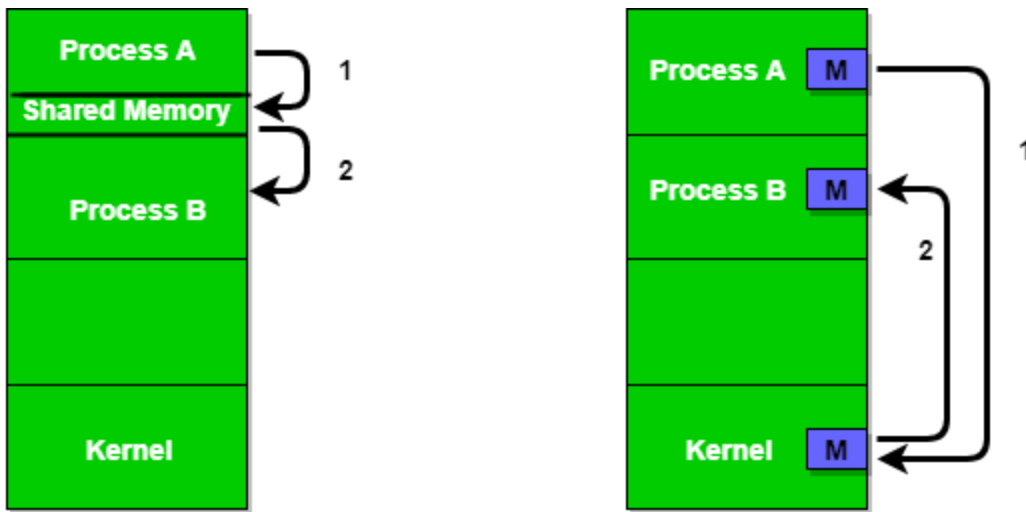 Process A
1
Shared Memory
2
Process B
Kernel
Process A M
1
Process B M
2
Kernel M